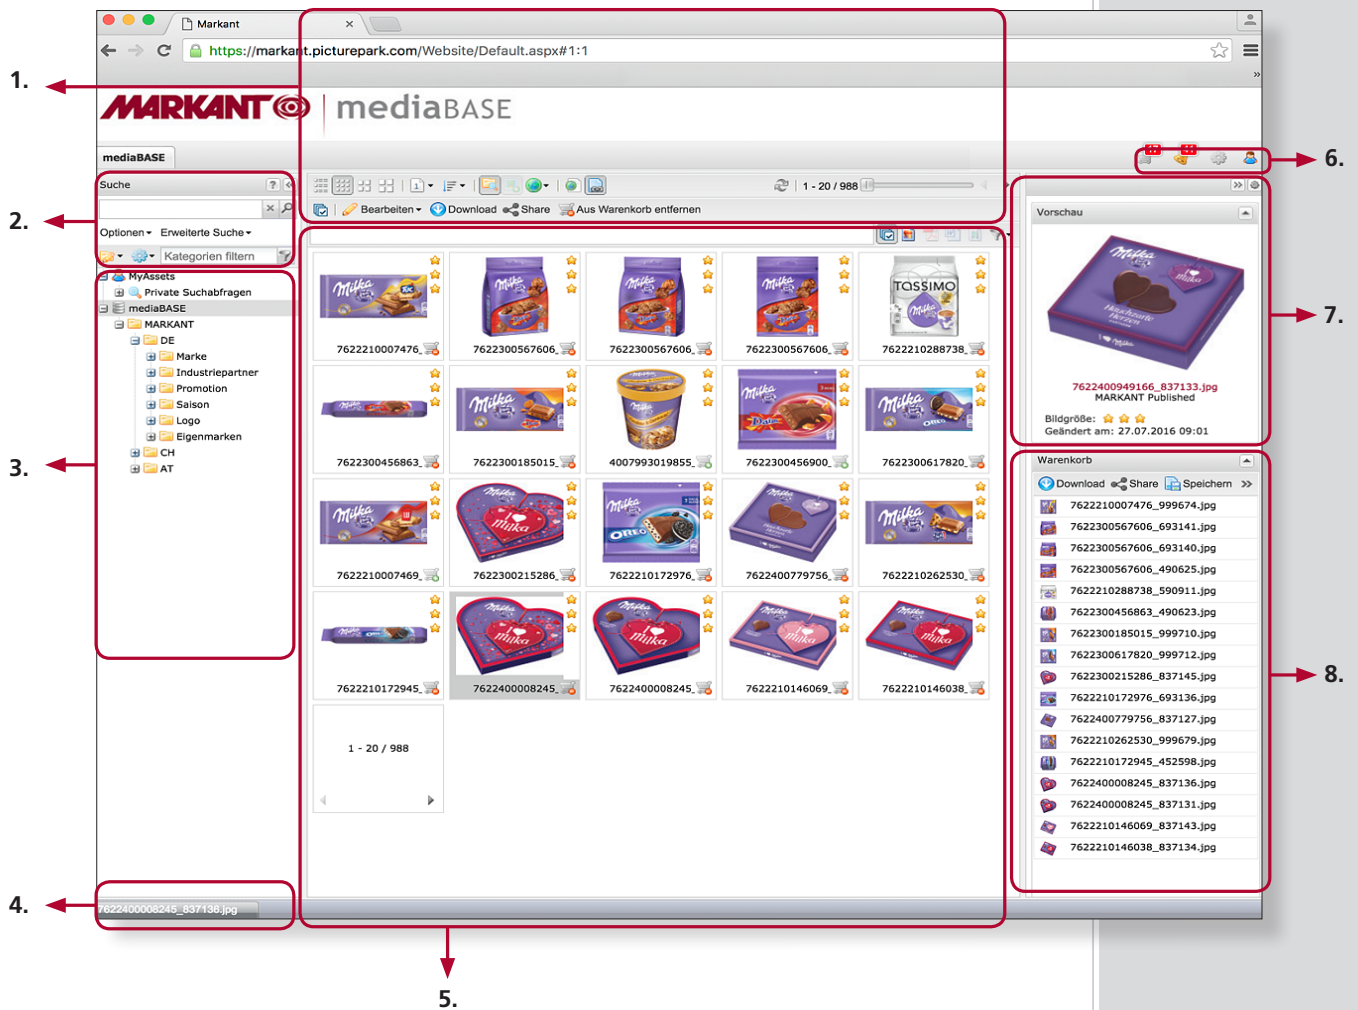 Markant
https://markant.picturepark.com/Website/Default.aspx#1:1
1.
MARKANT mediaBASE
mediaBASE
6.
Suche
1 - 20 / 988
2.
Bearbeiten Download Share Aus Warenkorb entfernen
Optionen Erweiterte Suche
Kategorien filtern
3.
MyAssets
Private Suchabfragen
mediaBASE
MARKANT
DE
Marke
Industriepartner
Promotion
Saison
Logo
Eigenmarken
CH
AT
4.
7622400008245_837136.jpg
5.
7622210007476_ 7622300567606_ 7622300567606_ 7622300567606_ 7622210288738_
7622300456863_ 7622300185015_ 4007993019855_ 7622300456900_ 7622300617820_
7622210007469_ 7622300215286_ 7622210172976_ 7622400779756_ 7622210262530_
7622210172945_ 7622400008245_ 7622400008245_ 7622210146069_ 7622210146038_
1 - 20 / 988
7.
Vorschau
7622400949166_837133.jpg
MARKANT Published
Bildgröße:
Geändert am: 27.07.2016 09:01
8.
Warenkorb
Download Share Speichern
7622210007476_999674.jpg
7622300567606_693141.jpg
7622300567606_693140.jpg
7622300567606_490625.jpg
7622210288738_590911.jpg
7622300456863_490623.jpg
7622300185015_999710.jpg
7622300617820_999712.jpg
7622300215286_837145.jpg
7622210172976_693136.jpg
7622400779756_837127.jpg
7622210262530_999679.jpg
7622210172945_452598.jpg
7622400008245_837136.jpg
7622400008245_837131.jpg
7622210146069_837143.jpg
7622210146038_837134.jpg